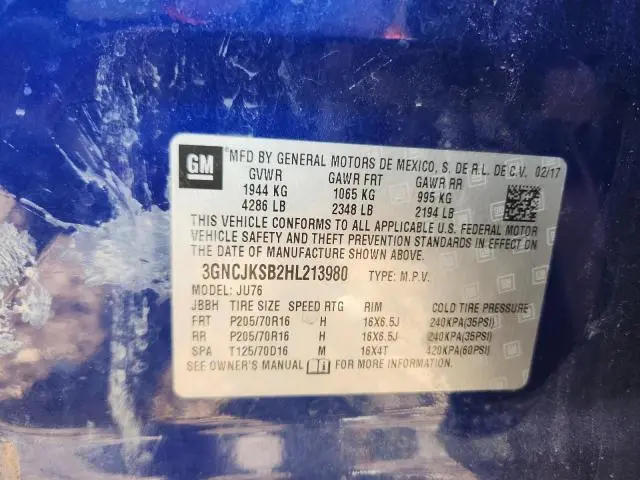 GM
MFD BY GENERAL MOTORS DE MEXICO, S. DE R.L. DE C.V. 02/17
GVWR GAWR FRT GAWR RR
1944 KG 1065 KG 995 KG
4286 LB 2348 LB 2194 LB
THIS VEHICLE CONFORMS TO ALL APPLICABLE U.S. FEDERAL MOTOR
VEHICLE SAFETY AND THEFT PREVENTION STANDARDS IN EFFECT ON
THE DATE OF MANUFACTURE SHOWN ABOVE.
3GNCJKSB2HL213980 TYPE: M.P.V.
MODEL: JU76
JBBH TIRE SIZE SPEED RTG RIM COLD TIRE PRESSURE
FRT P205/70R16 H 16X6.5J 240KPA(35PSI)
RR P205/70R16 H 16X6.5J 240KPA(35PSI)
SPA T125/70D16 M 16X4T 420KPA(60PSI)
SEE OWNER'S MANUAL FOR MORE INFORMATION